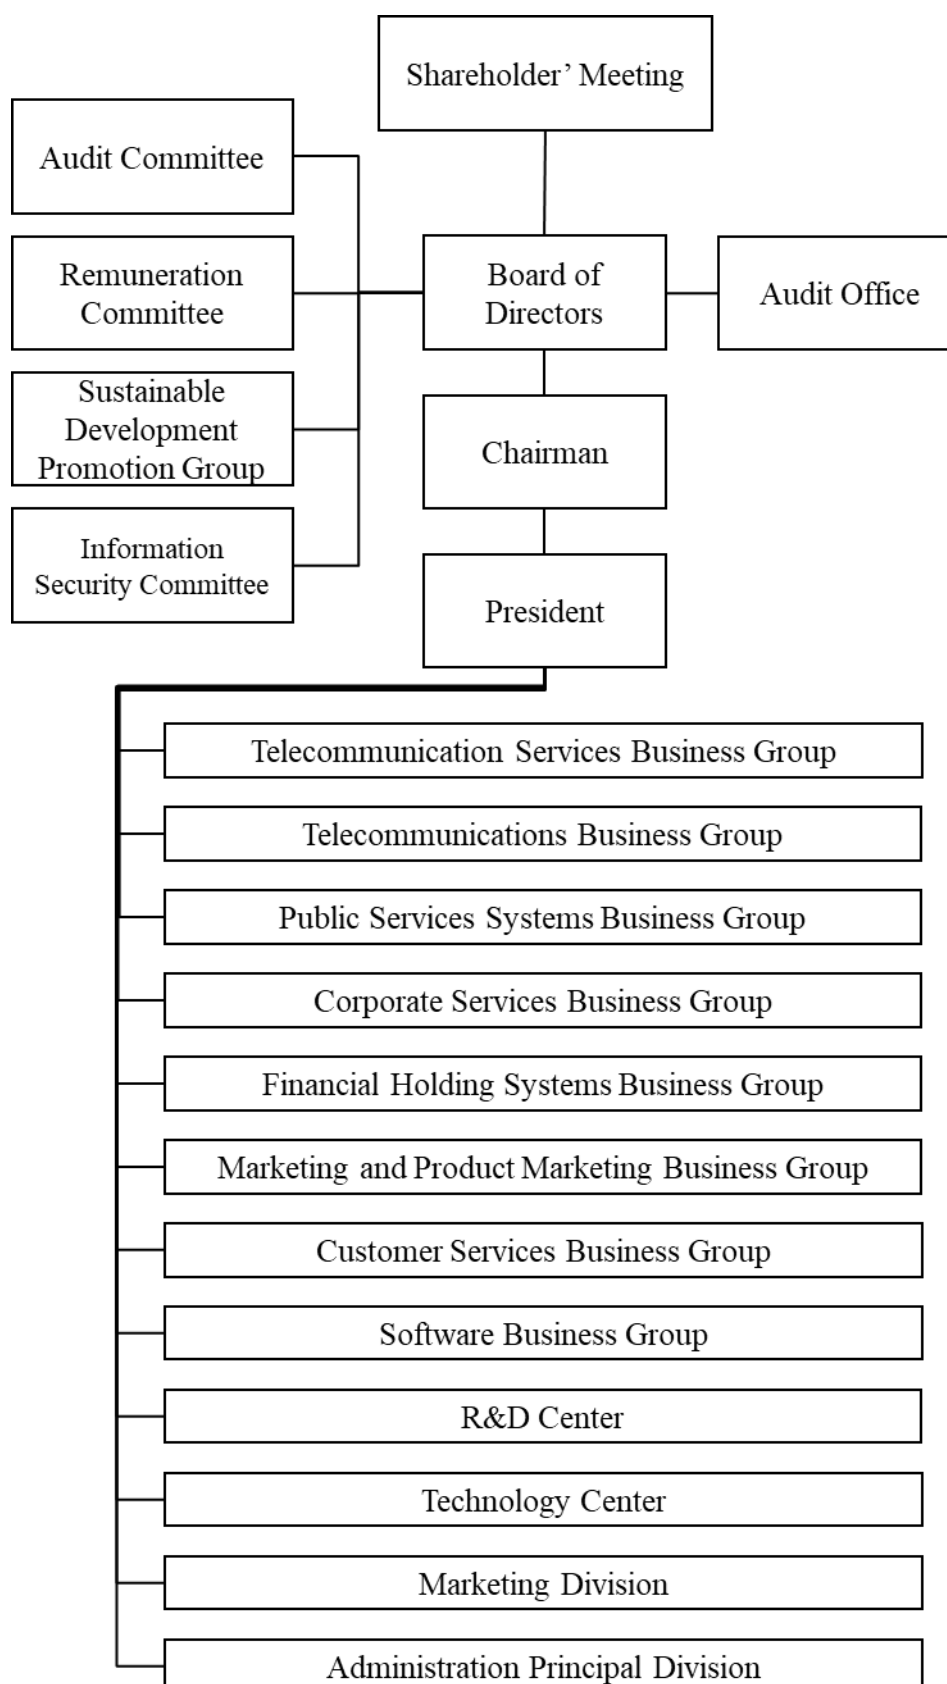 Shareholder’ Meeting
Audit Committee
Remuneration
Committee
Board of
Directors
Audit Office
Sustainable
Development
Promotion Group
Chairman
Information
Security Committee
President
Telecommunication Services Business Group
Telecommunications Business Group
Public Services Systems Business Group
Corporate Services Business Group
Financial Holding Systems Business Group
Marketing and Product Marketing Business Group
Customer Services Business Group
Software Business Group
R&D Center
Technology Center
Marketing Division
Administration Principal Division